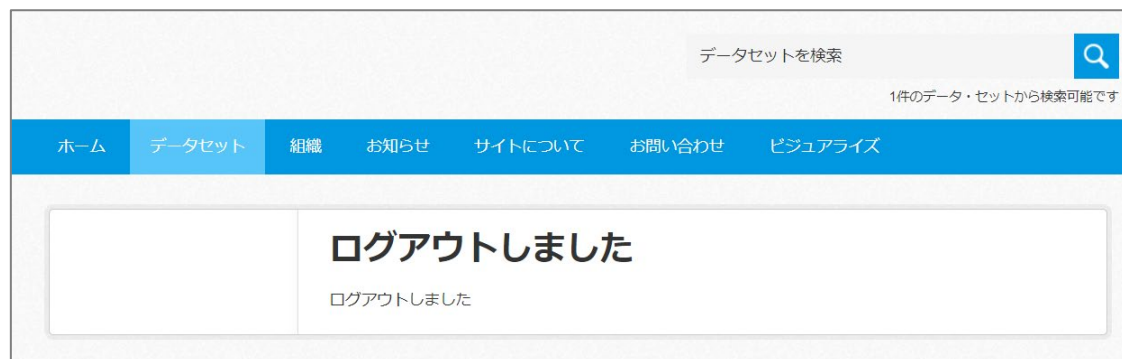 データセットを検索
1件のデータ・セットから検索可能です
ホーム データセット 組織 お知らせ サイトについて お問い合わせ ビジュアライズ
ログアウトしました
ログアウトしました